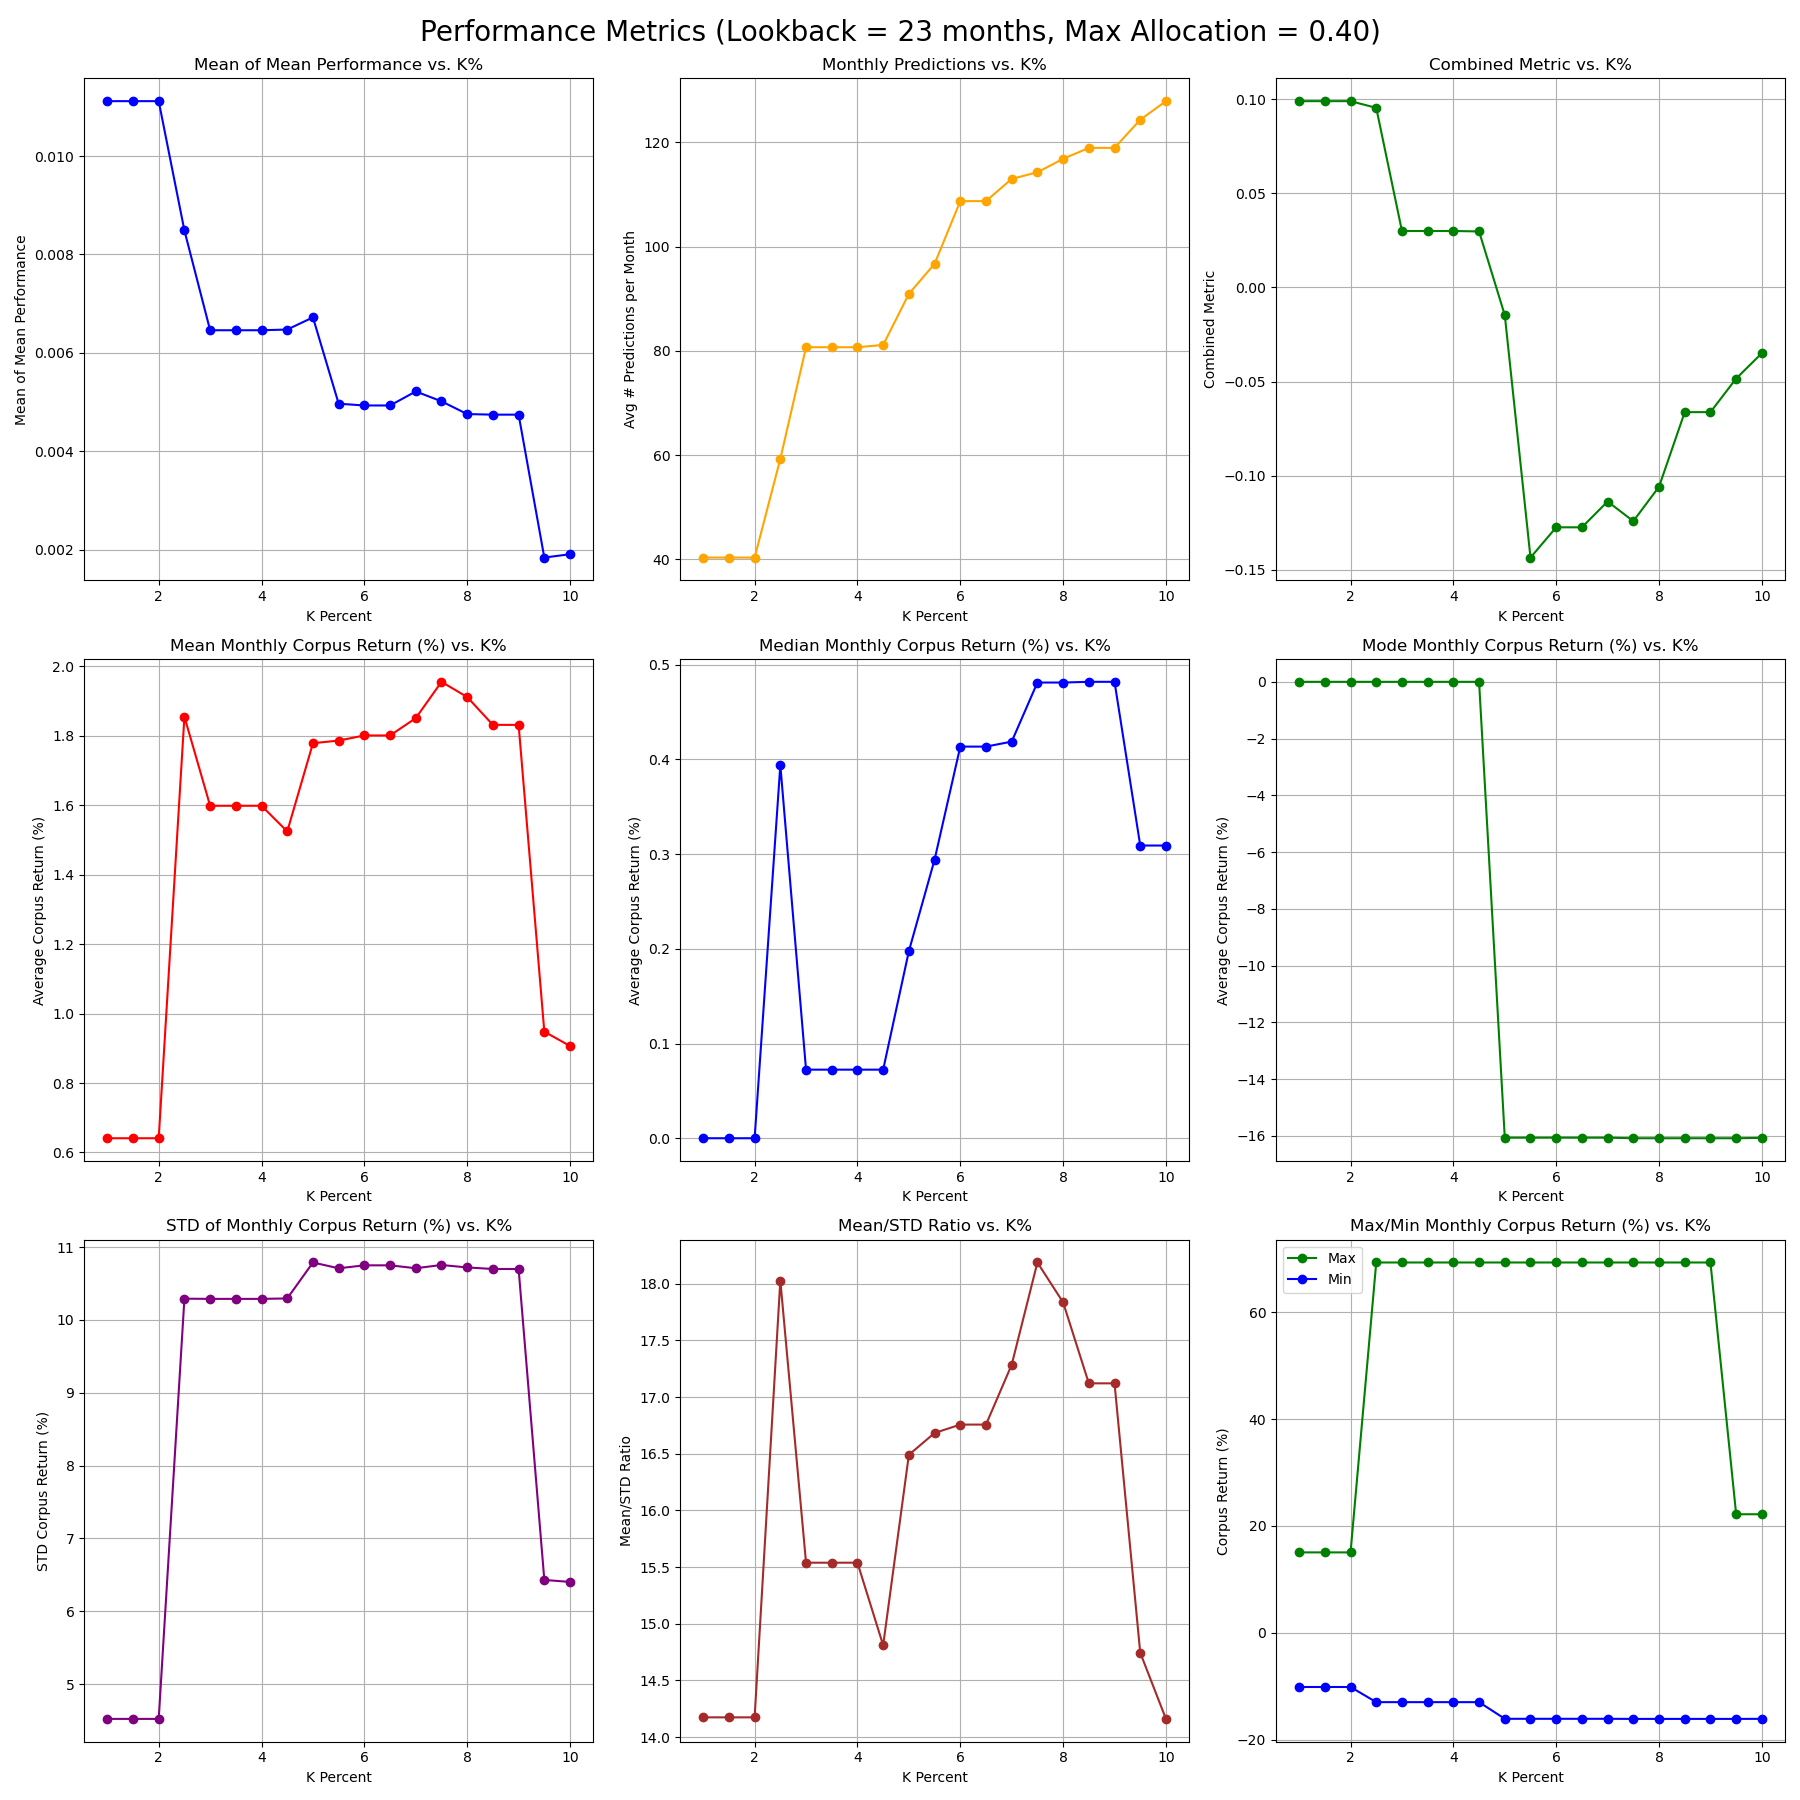 Performance Metrics (Lookback = 23 months, Max Allocation = 0.40)
Mean of Mean Performance vs. K%
Mean of Mean Performance
0.010
0.008
0.006
0.004
0.002
2 4 6 8 10
K Percent
Monthly Predictions vs. K%
Avg # Predictions per Month
120
100
80
60
40
2 4 6 8 10
K Percent
Combined Metric vs. K%
Combined Metric
0.10
0.05
0.00
−0.05
−0.10
−0.15
2 4 6 8 10
K Percent
Mean Monthly Corpus Return (%) vs. K%
Average Corpus Return (%)
2.0
1.8
1.6
1.4
1.2
1.0
0.8
0.6
2 4 6 8 10
K Percent
Median Monthly Corpus Return (%) vs. K%
Average Corpus Return (%)
0.5
0.4
0.3
0.2
0.1
0.0
2 4 6 8 10
K Percent
Mode Monthly Corpus Return (%) vs. K%
Average Corpus Return (%)
0
−2
−4
−6
−8
−10
−12
−14
−16
2 4 6 8 10
K Percent
STD of Monthly Corpus Return (%) vs. K%
STD Corpus Return (%)
11
10
9
8
7
6
5
2 4 6 8 10
K Percent
Mean/STD Ratio vs. K%
Mean/STD Ratio
18.0
17.5
17.0
16.5
16.0
15.5
15.0
14.5
14.0
2 4 6 8 10
K Percent
Max/Min Monthly Corpus Return (%) vs. K%
Max
Min
Corpus Return (%)
60
40
20
0
−20
2 4 6 8 10
K Percent